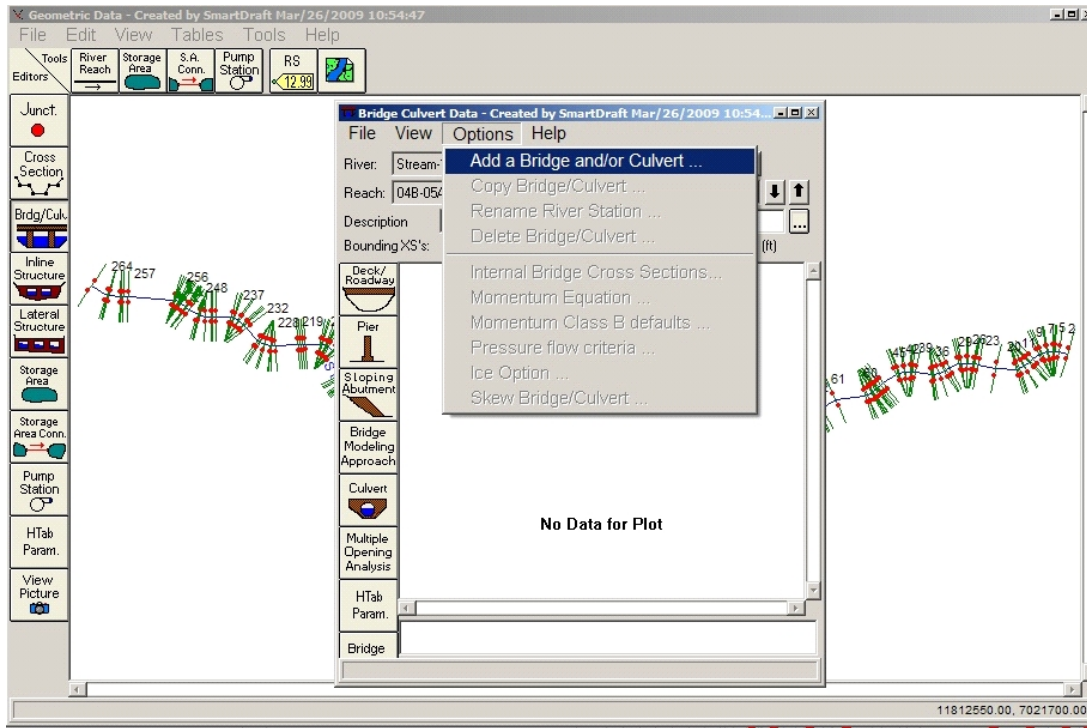 Geometric Data - Created by SmartDraft Mar/26/2009 10:54:47
File Edit View Tables Tools Help
Tools
Editors
River
Reach
Storage
Area
S.A.
Conn.
Pump
Station
RS
12.99
Junct.
Cross
Section
Brdg/Culv
Inline
Structure
Lateral
Structure
Storage
Area
Storage
Area Conn.
Pump
Station
HTab
Param.
View
Picture
Bridge Culvert Data - Created by SmartDraft Mar/26/2009 10:54...
File View Options Help
River: Stream-
Reach: 04B-05A
Description
...
Bounding XS's:
(ft)
Add a Bridge and/or Culvert ...
Copy Bridge/Culvert ...
Rename River Station ...
Delete Bridge/Culvert ...
Internal Bridge Cross Sections...
Momentum Equation ...
Momentum Class B defaults ...
Pressure flow criteria ...
Ice Option ...
Skew Bridge/Culvert ...
Deck/
Roadway
Pier
Sloping
Abutment
Bridge
Modeling
Approach
Culvert
Multiple
Opening
Analysis
HTab
Param.
Bridge
No Data for Plot
264
257
256
248
237
232
228
219
61
36
23
9
7
5
2
11812550.00, 7021700.00